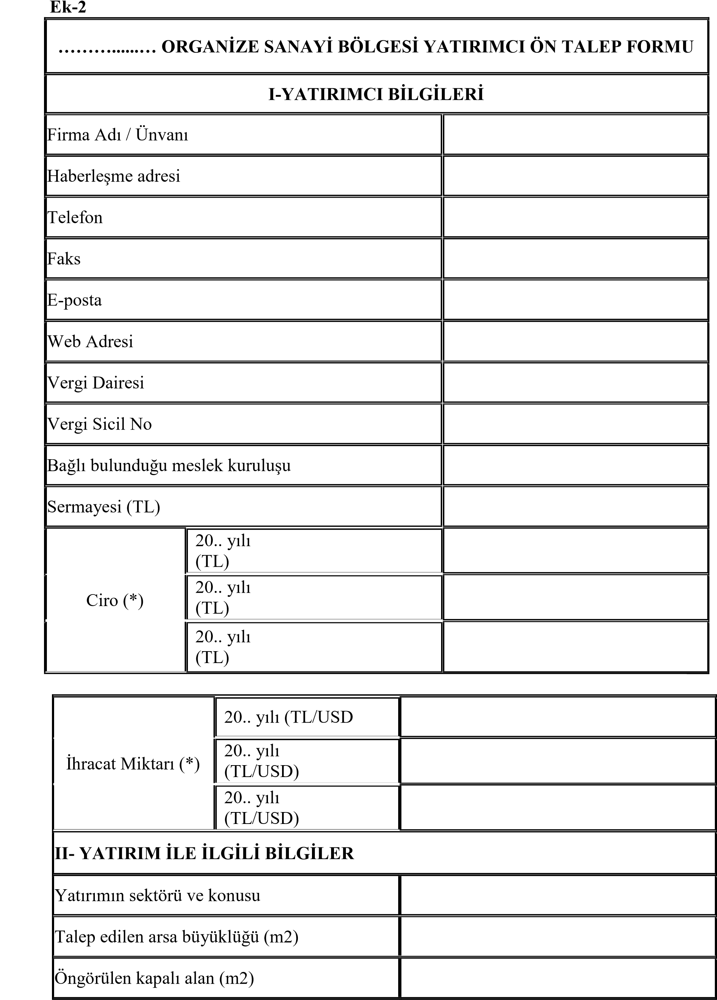 Ek-2
………......…. ORGANİZE SANAYİ BÖLGESİ YATIRIMCI ÖN TALEP FORMU
I-YATIRIMCI BİLGİLERİ
Firma Adı / Ünvanı
Haberleşme adresi
Telefon
Faks
E-posta
Web Adresi
Vergi Dairesi
Vergi Sicil No
Bağlı bulunduğu meslek kuruluşu
Sermayesi (TL)
Ciro (*)
20.. yılı
(TL)
20.. yılı
(TL)
20.. yılı
(TL)
İhracat Miktarı (*)
20.. yılı (TL/USD
20.. yılı
(TL/USD)
20.. yılı
(TL/USD)
II- YATIRIM İLE İLGİLİ BİLGİLER
Yatırımın sektörü ve konusu
Talep edilen arsa büyüklüğü (m2)
Öngörülen kapalı alan (m2)